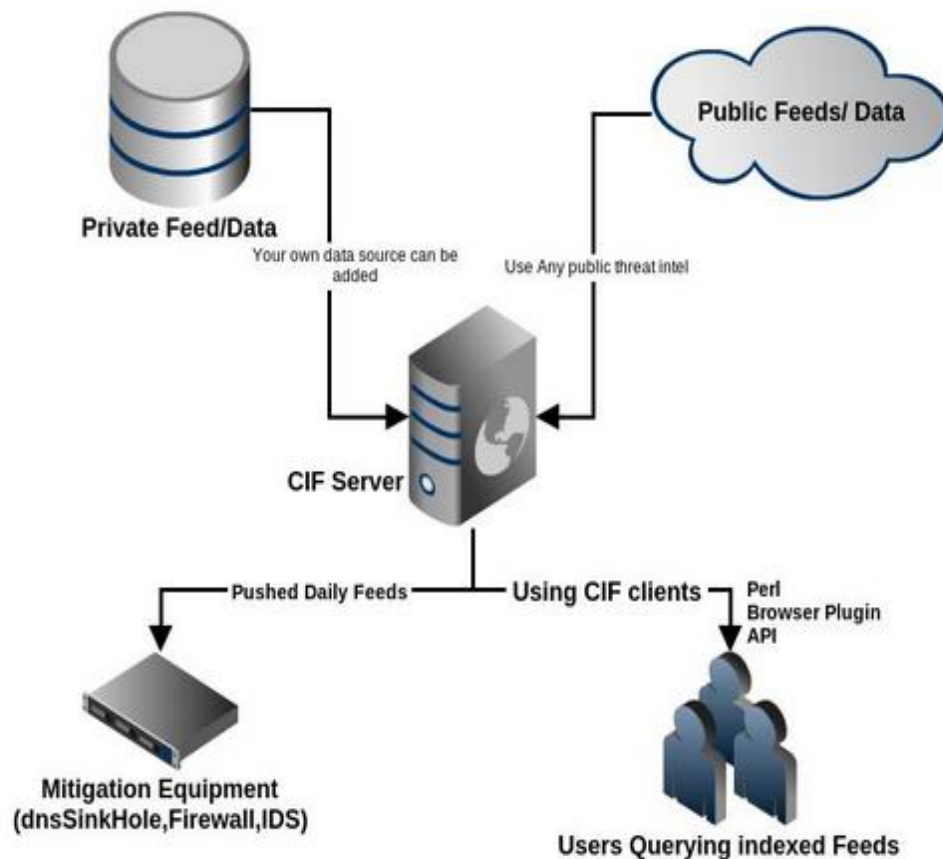 Public Feeds/ Data
Private Feed/Data
Your own data source can be
added
Use Any public threat intel
CIF Server
Pushed Daily Feeds
Using CIF clients
Perl
Browser Plugin
API
Mitigation Equipment
(dnsSinkHole,Firewall,IDS)
Users Querying indexed Feeds